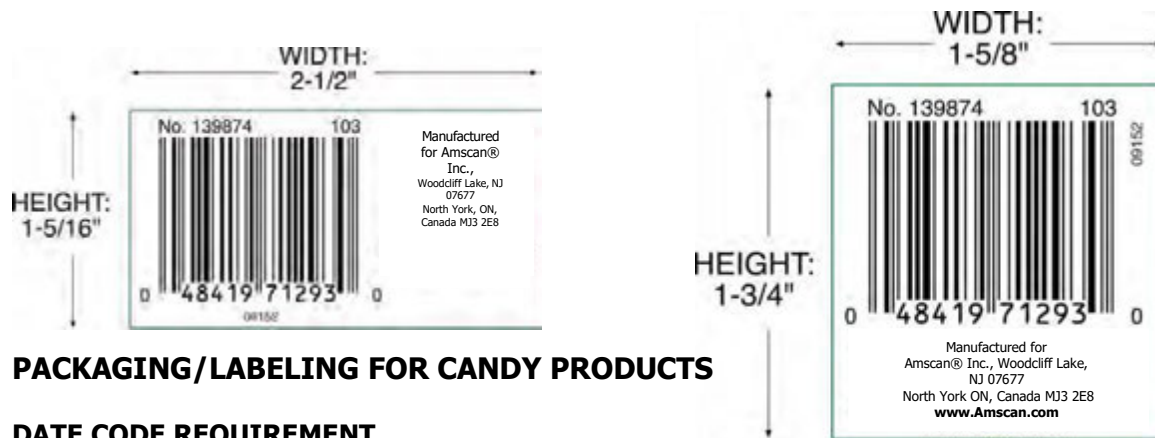 WIDTH:
2-1/2"
HEIGHT:
1-5/16"
No. 139874 103
Manufactured
for Amscan®
Inc.,
Woodcliff Lake, NJ
07677
North York, ON,
Canada MJ3 2E8
0 48419 71293 0
09152
WIDTH:
1-5/8"
HEIGHT:
1-3/4"
No. 139874 103
09152
0 48419 71293 0
Manufactured for
Amscan® Inc., Woodcliff Lake,
NJ 07677
North York ON, Canada MJ3 2E8
www.Amscan.com
PACKAGING/LABELING FOR CANDY PRODUCTS
DATE CODE REQUIREMENT